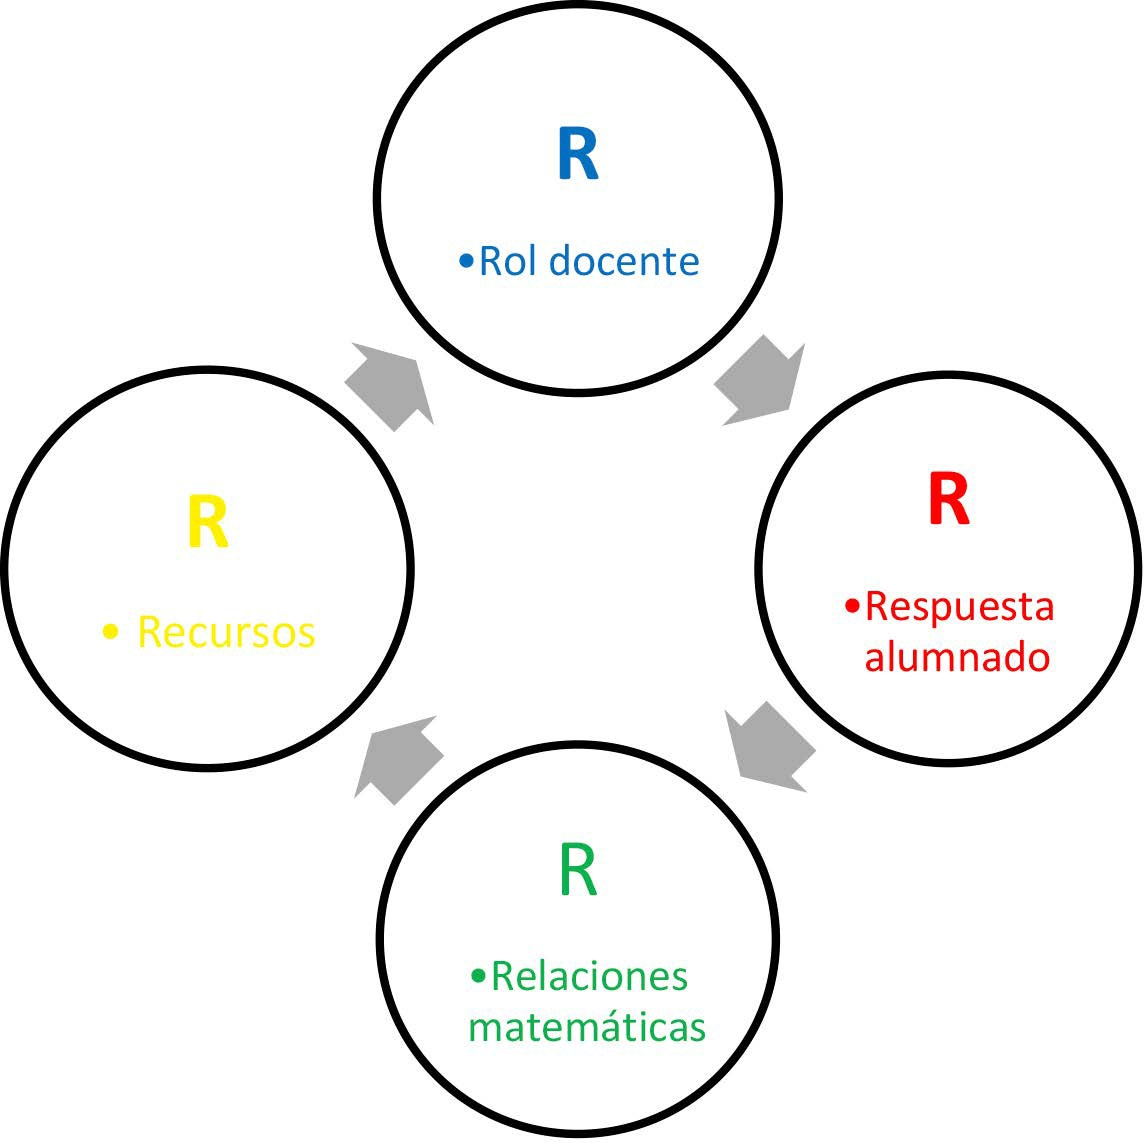 R
•Rol docente
R
•Respuesta
alumnado
R
•Relaciones
matemáticas
R
• Recursos